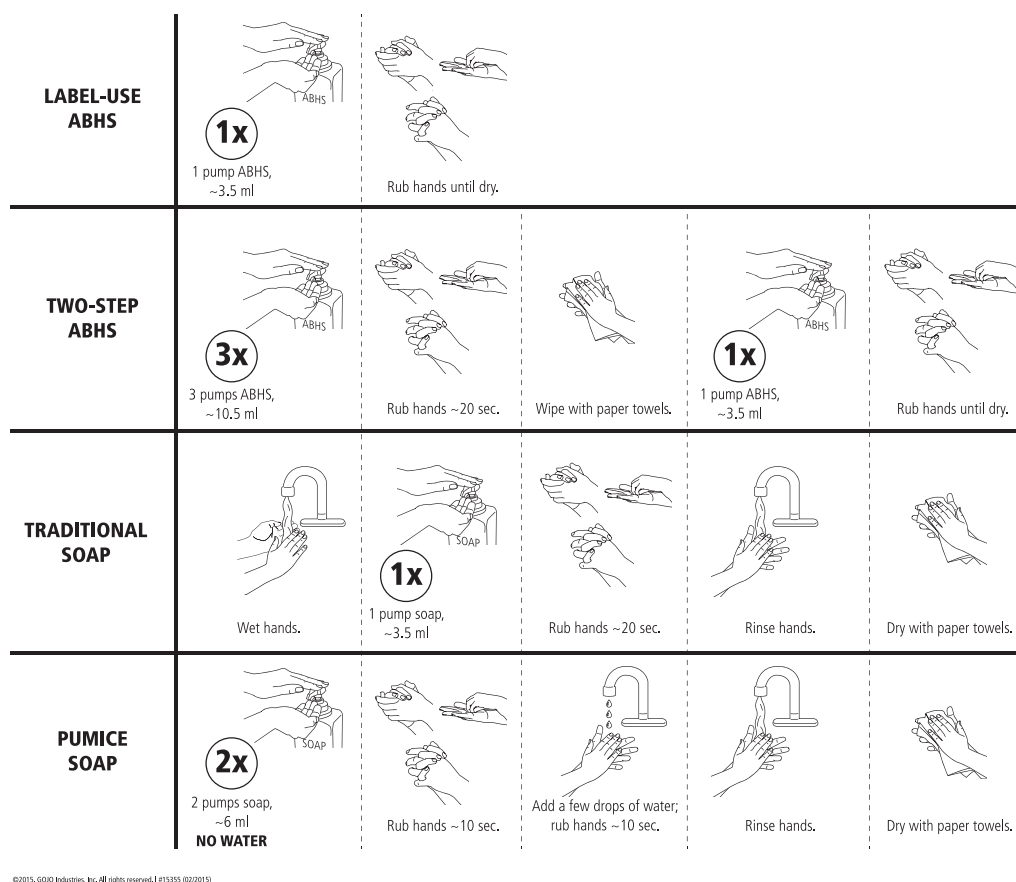 LABEL-USE
ABHS
ABHS
1x
1 pump ABHS,
~3.5 ml
Rub hands until dry.
TWO-STEP
ABHS
ABHS
3x
3 pumps ABHS,
~10.5 ml
Rub hands ~20 sec.
Wipe with paper towels.
ABHS
1x
1 pump ABHS,
~3.5 ml
Rub hands until dry.
TRADITIONAL
SOAP
Wet hands.
SOAP
1x
1 pump soap,
~3.5 ml
Rub hands ~20 sec.
Rinse hands.
Dry with paper towels.
PUMICE
SOAP
SOAP
2x
2 pumps soap,
~6 ml
NO WATER
Rub hands ~10 sec.
Add a few drops of water;
rub hands ~10 sec.
Rinse hands.
Dry with paper towels.
©2015. GOJO Industries, Inc. All rights reserved. | #15355 (02/2015)